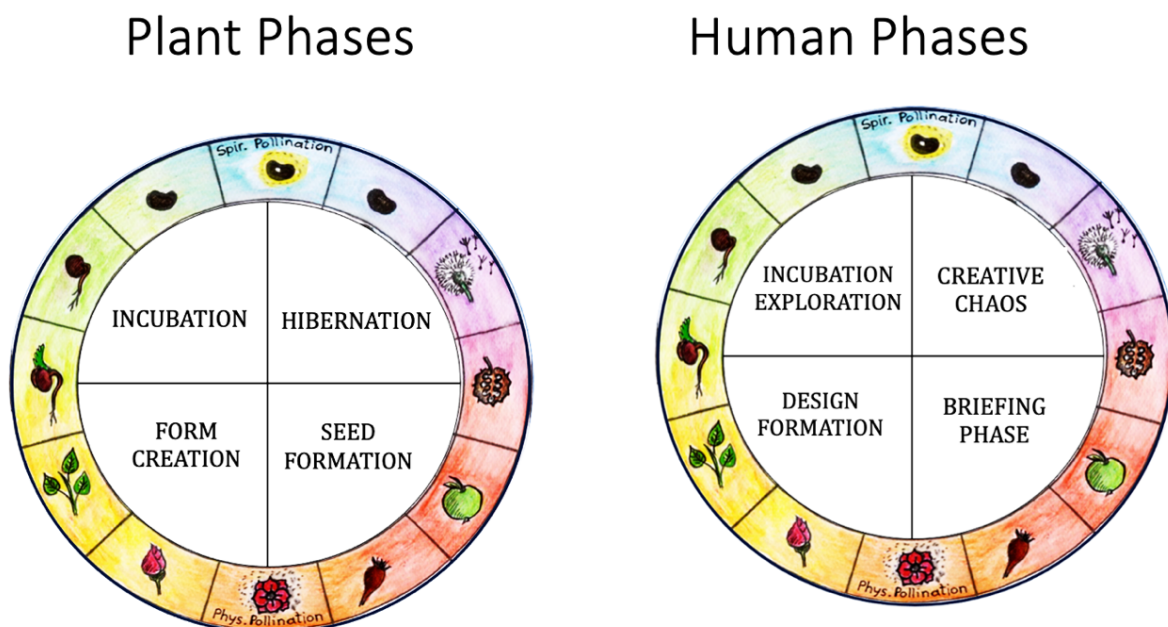 Plant Phases
Spir. Pollination
INCUBATION
HIBERNATION
FORM
CREATION
SEED
FORMATION
Phys. Pollination
Human Phases
Spir. Pollination
INCUBATION
EXPLORATION
CREATIVE
CHAOS
DESIGN
FORMATION
BRIEFING
PHASE
Phys. Pollination